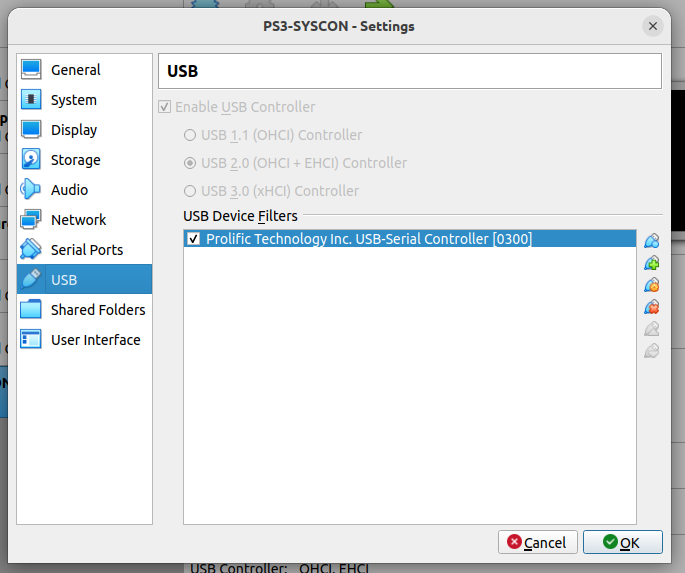 PS3-SYSCON - Settings
General
System
Display
Storage
Audio
Network
Serial Ports
USB
Shared Folders
User Interface
USB
Enable USB Controller
USB 1.1 (OHCI) Controller
USB 2.0 (OHCI + EHCI) Controller
USB 3.0 (xHCI) Controller
USB Device Filters
Prolific Technology Inc. USB-Serial Controller [0300]
Cancel
OK
USB Controller: OHCI, EHCI